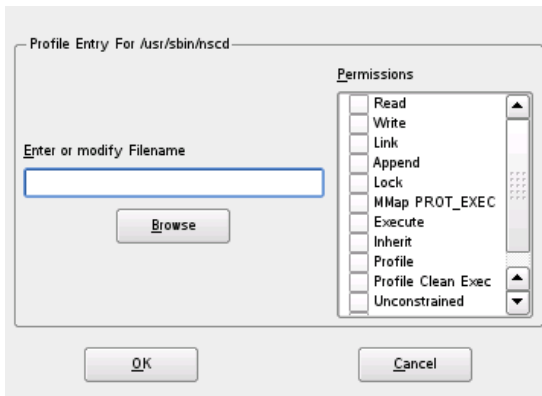 Profile Entry For /usr/sbin/nscd
Permissions
Read
Write
Link
Append
Lock
MMap PROT_EXEC
Execute
Inherit
Profile
Profile Clean Exec
Unconstrained
Enter or modify Filename
Browse
OK
Cancel